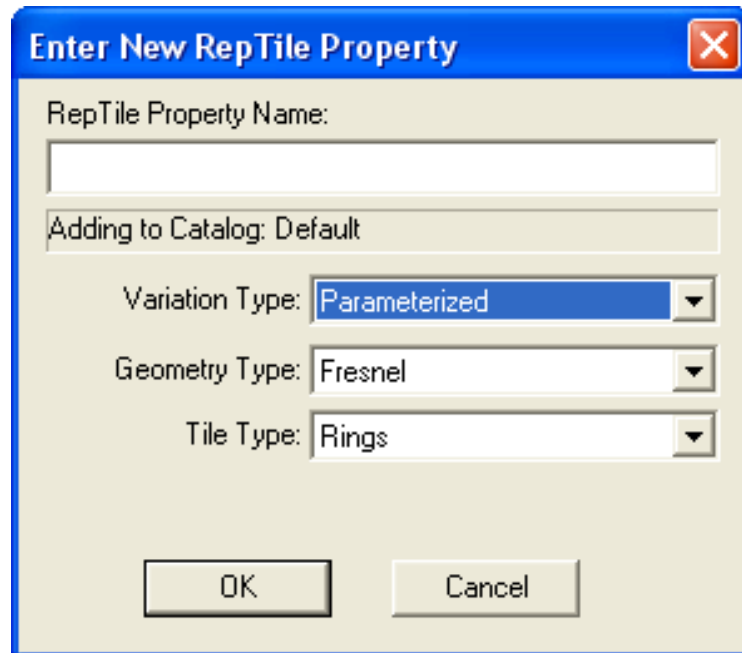 Enter New RepTile Property
RepTile Property Name:
Adding to Catalog: Default
Variation Type: Parameterized
Geometry Type: Fresnel
Tile Type: Rings
OK Cancel